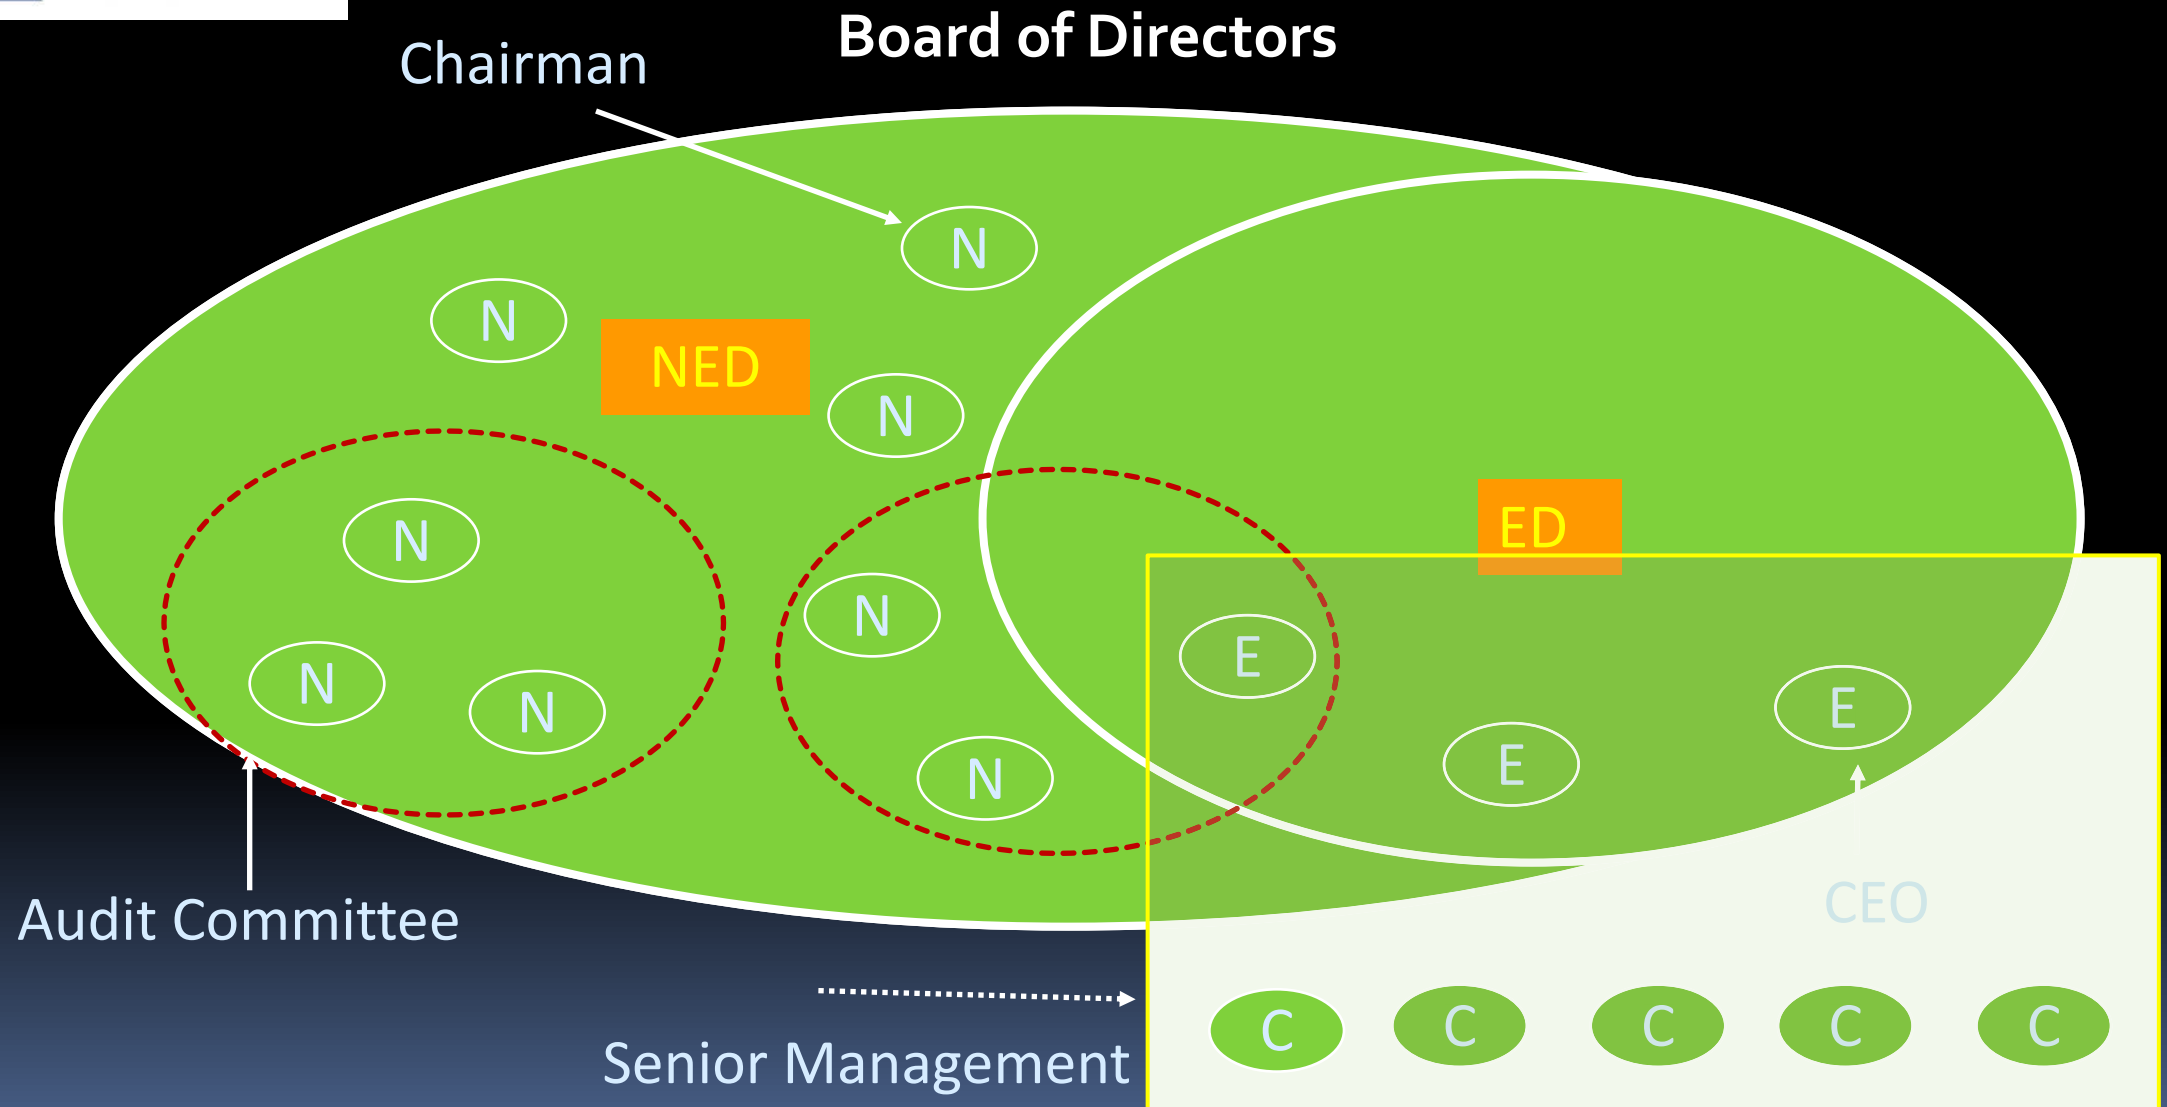 Board of Directors
Chairman
N
N
NED
N
N
ED
N
E
N
N
E
E
N
CEO
Audit Committee
C
C
C
C
C
Senior Management